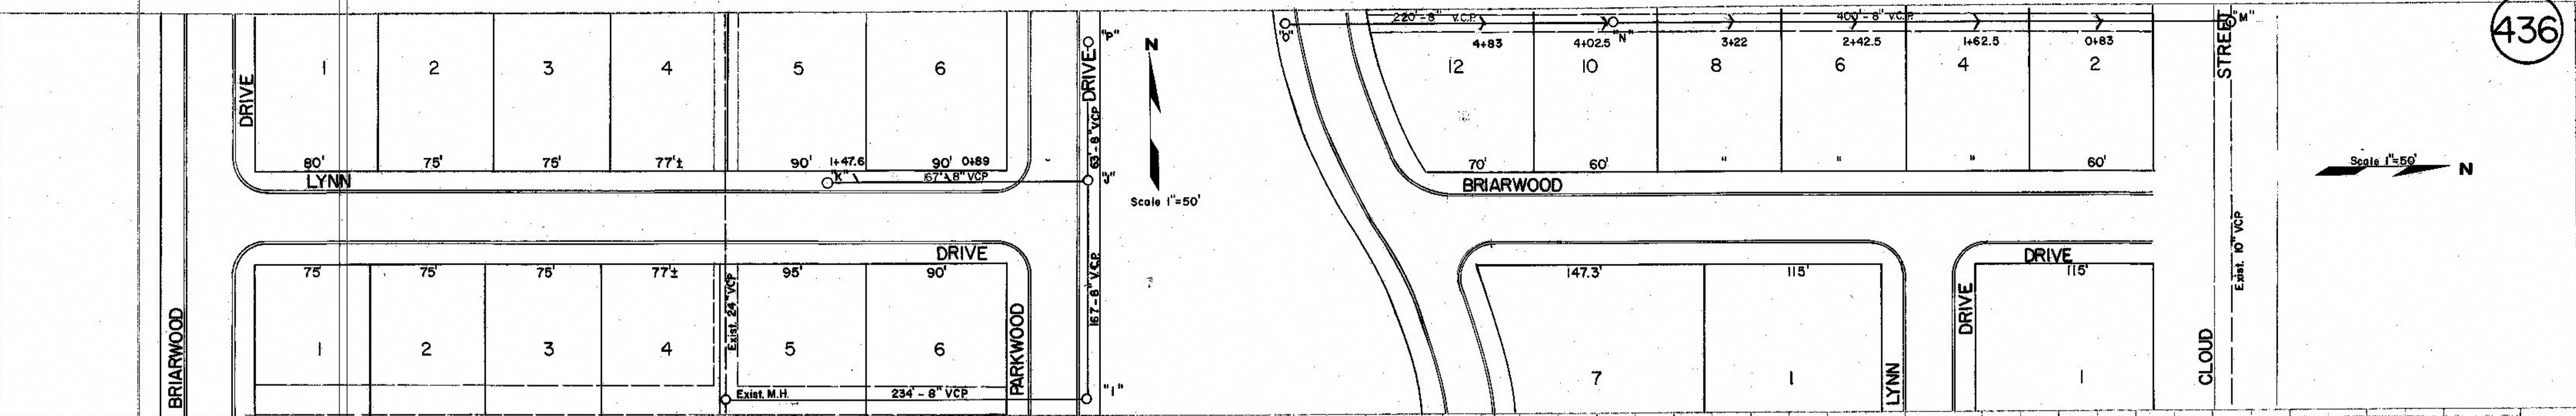 DRIVE
1
2
3
4
5
6
80'
75'
75'
77'±
90'
1+47.6
90'
0+89
LYNN
"K"
167'-8" VCP
"J"
"P"
DRIVE
63'-8" VCP
N
Scale 1"=50'
DRIVE
75'
75'
75'
77'±
95'
90'
Exist. 24" VCP
167-8" V.C.P.
BRIARWOOD
1
2
3
4
5
6
PARKWOOD
Exist. M.H.
234'-8" VCP
"I"
"O"
220'-8" V.C.P.
400'-8" V.C.P.
"M"
4+83
4+02.5
"N"
3+22
2+42.5
1+62.5
0+83
12
10
8
6
4
2
STREET
436
70'
60'
"
"
"
60'
BRIARWOOD
Scale 1"=50'
N
DRIVE
147.3'
115'
115'
Exist. 10" VCP
DRIVE
7
1
1
LYNN
CLOUD